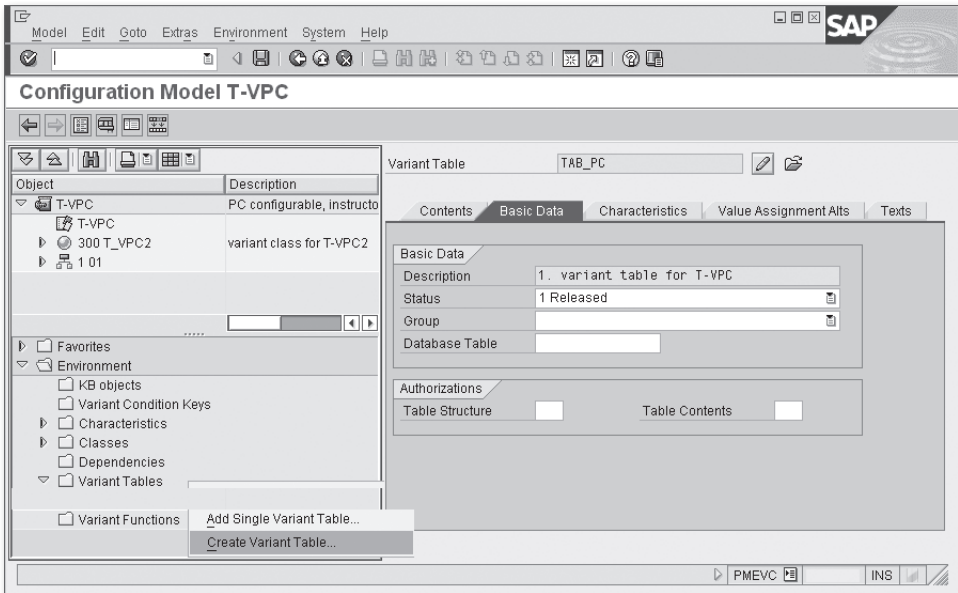 Model Edit Goto Extras Environment System Help
SAP
Configuration Model T-VPC
Object Description
T-VPC PC configurable, instructo
T-VPC
300 T_VPC2 variant class for T-VPC2
1 01
Favorites
Environment
KB objects
Variant Condition Keys
Characteristics
Classes
Dependencies
Variant Tables
Variant Functions
Add Single Variant Table...
Create Variant Table...
Variant Table TAB_PC
Contents Basic Data Characteristics Value Assignment Alts Texts
Basic Data
Description 1. variant table for T-VPC
Status 1 Released
Group
Database Table
Authorizations
Table Structure Table Contents
PMEVC INS